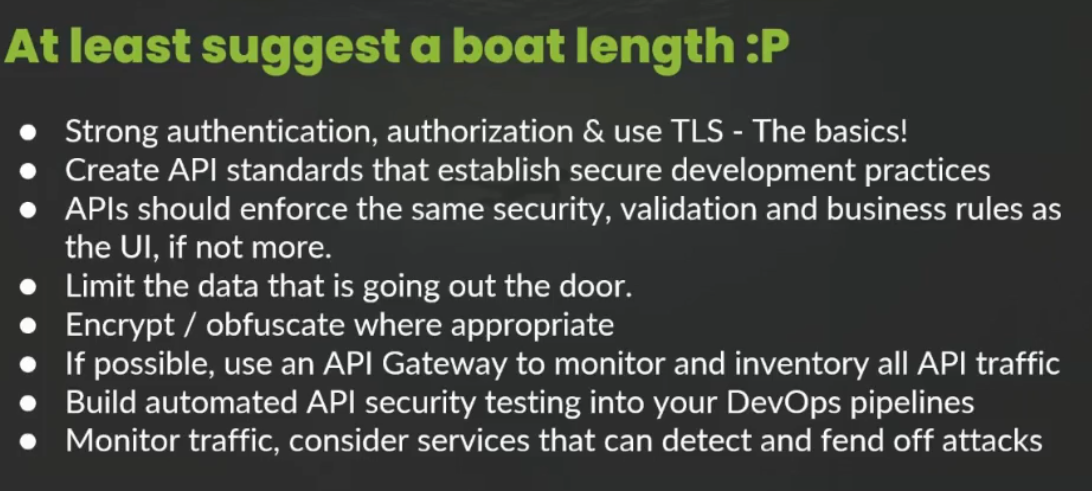 At least suggest a boat length :P
● Strong authentication, authorization & use TLS - The basics!
● Create API standards that establish secure development practices
● APIs should enforce the same security, validation and business rules as
the UI, if not more.
● Limit the data that is going out the door.
● Encrypt / obfuscate where appropriate
● If possible, use an API Gateway to monitor and inventory all API traffic
● Build automated API security testing into your DevOps pipelines
● Monitor traffic, consider services that can detect and fend off attacks